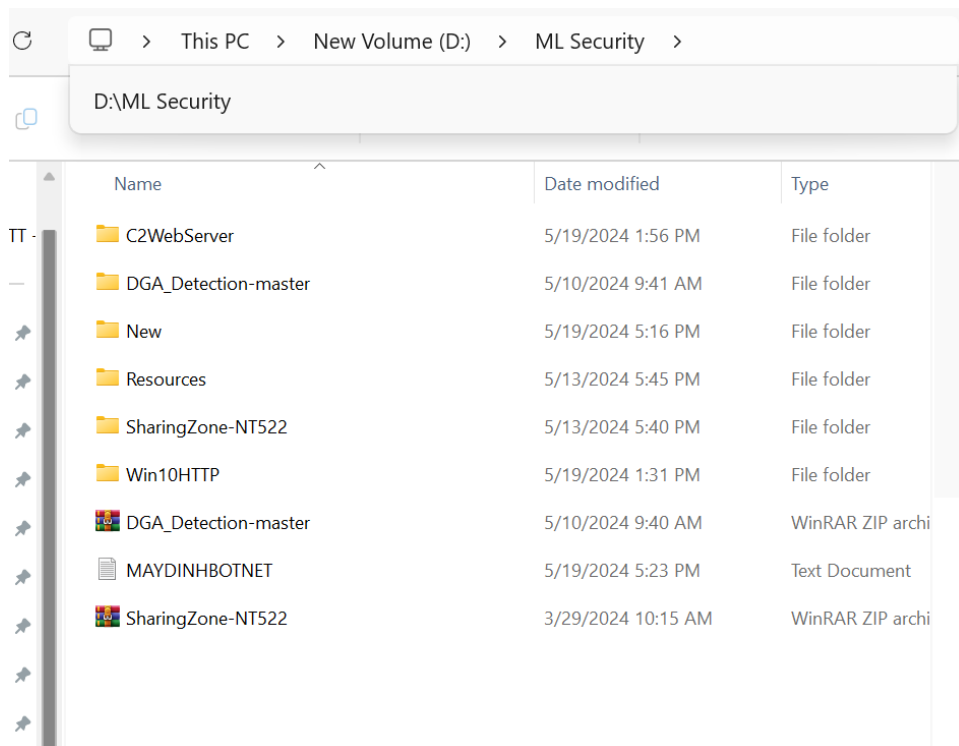 This PC > New Volume (D:) > ML Security >
D:\ML Security
Name Date modified Type
TT -
C2WebServer 5/19/2024 1:56 PM File folder
DGA_Detection-master 5/10/2024 9:41 AM File folder
New 5/19/2024 5:16 PM File folder
Resources 5/13/2024 5:45 PM File folder
SharingZone-NT522 5/13/2024 5:40 PM File folder
Win10HTTP 5/19/2024 1:31 PM File folder
DGA_Detection-master 5/10/2024 9:40 AM WinRAR ZIP archi
MAYDINHBOTNET 5/19/2024 5:23 PM Text Document
SharingZone-NT522 3/29/2024 10:15 AM WinRAR ZIP archi